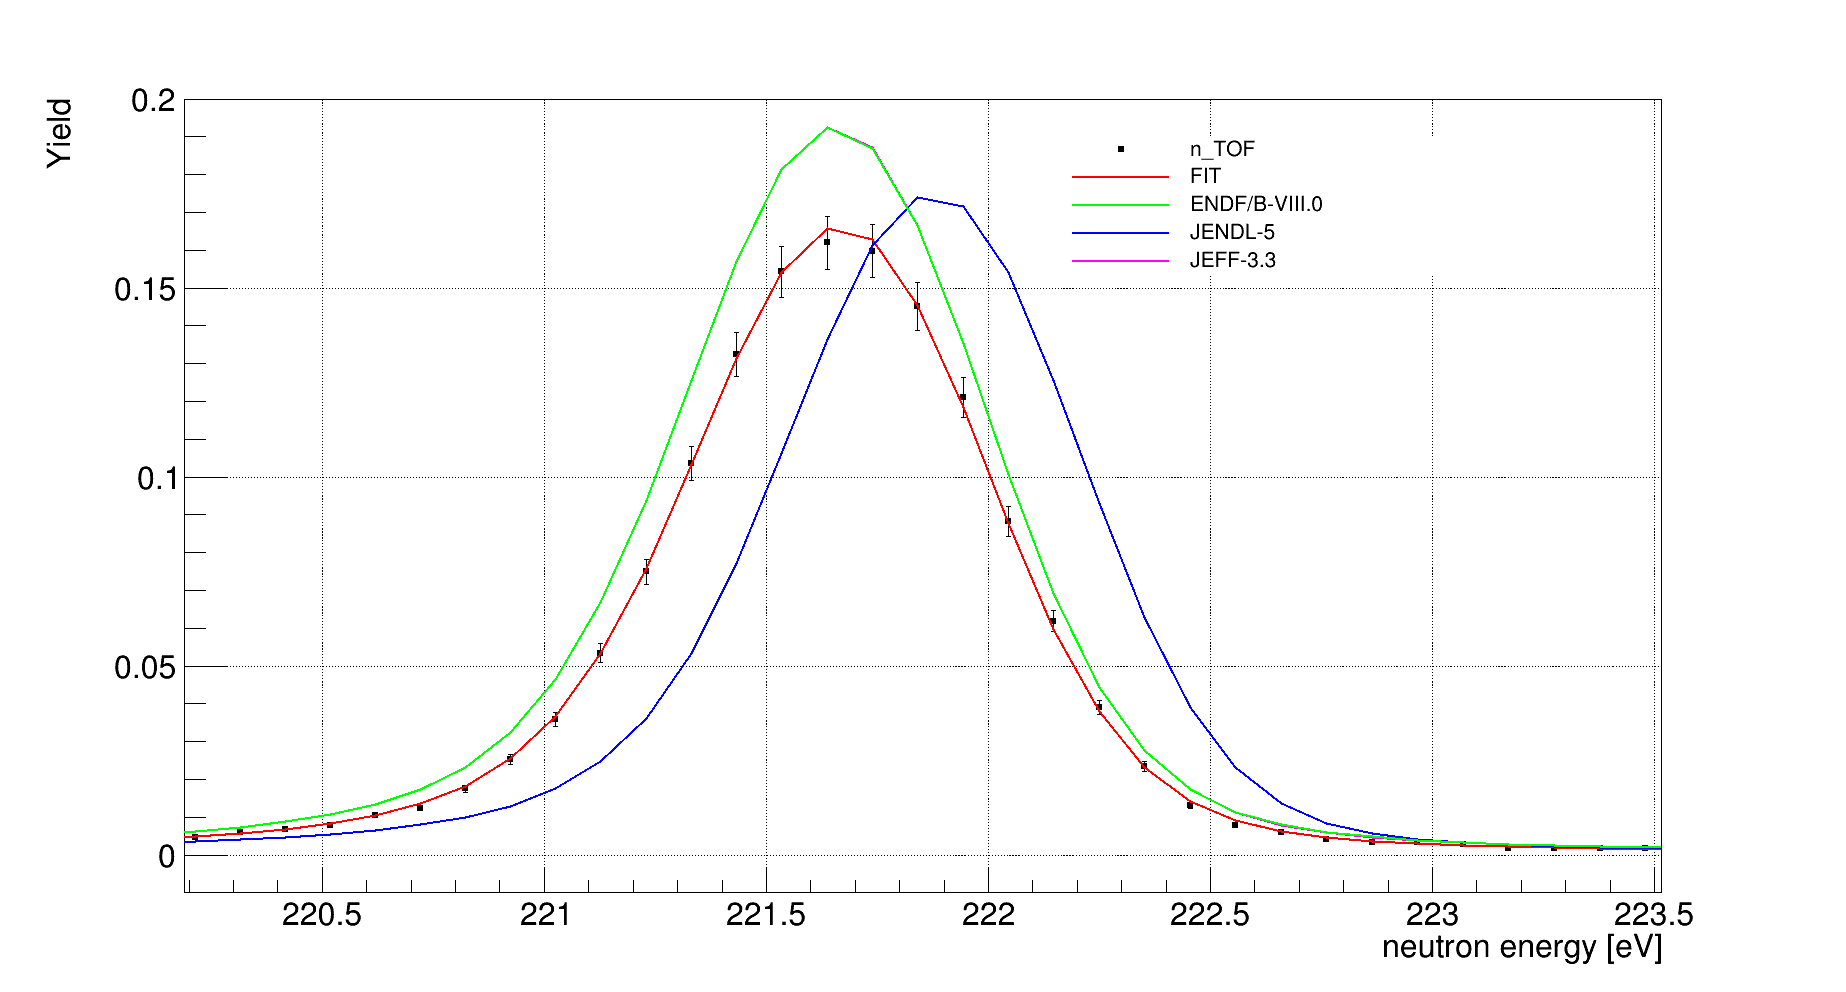 Yield
0.2
0.15
0.1
0.05
0
n_TOF
FIT
ENDF/B-VIII.0
JENDL-5
JEFF-3.3
220.5 221 221.5 222 222.5 223 223.5
neutron energy [eV]